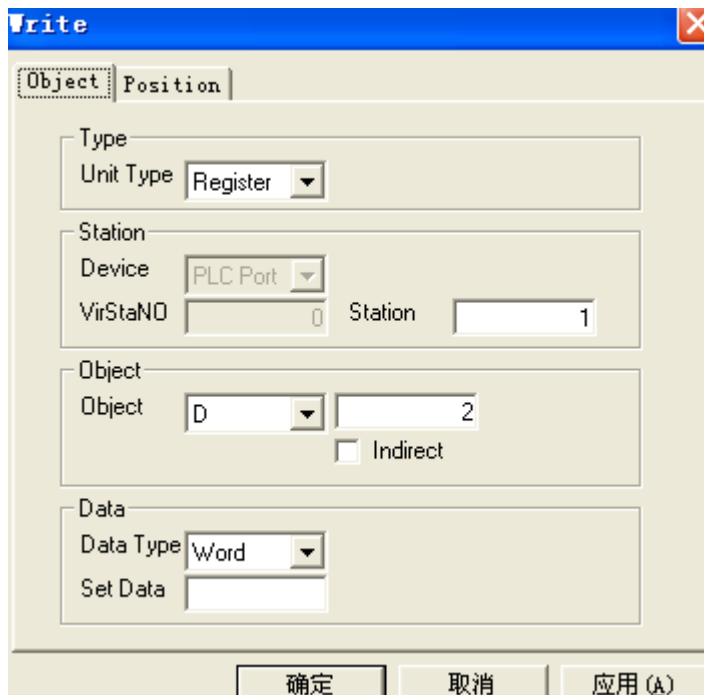 Write
Object Position
Type
Unit Type Register
Station
Device PLC Port
VirStaNO 0 Station 1
Object
Object D 2
Indirect
Data
Data Type Word
Set Data
确定 取消 应用(A)